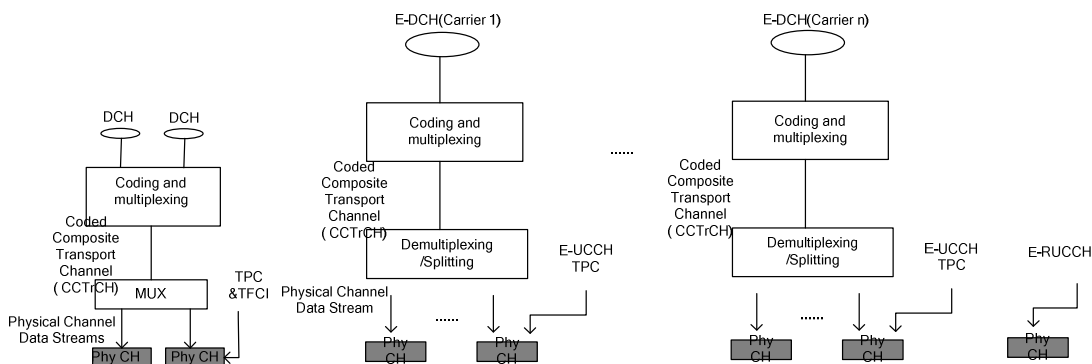 E-DCH(Carrier 1)
E-DCH(Carrier n)
DCH
DCH
Coding and
multiplexing
Coded
Composite
Transport
Channel
( CCTrCH)
MUX
TPC
&TFCI
Physical Channel
Data Streams
Phy CH
Phy CH
Coding and
multiplexing
Coded
Composite
Transport
Channel
( CCTrCH)
Demultiplexing
/Splitting
E-UCCH
TPC
Physical Channel
Data Stream
......
Phy
CH
Phy
CH
......
Coding and
multiplexing
Coded
Composite
Transport
Channel
( CCTrCH)
Demultiplexing
/Splitting
E-UCCH
TPC
......
Phy
CH
Phy
CH
E-RUCCH
Phy
CH